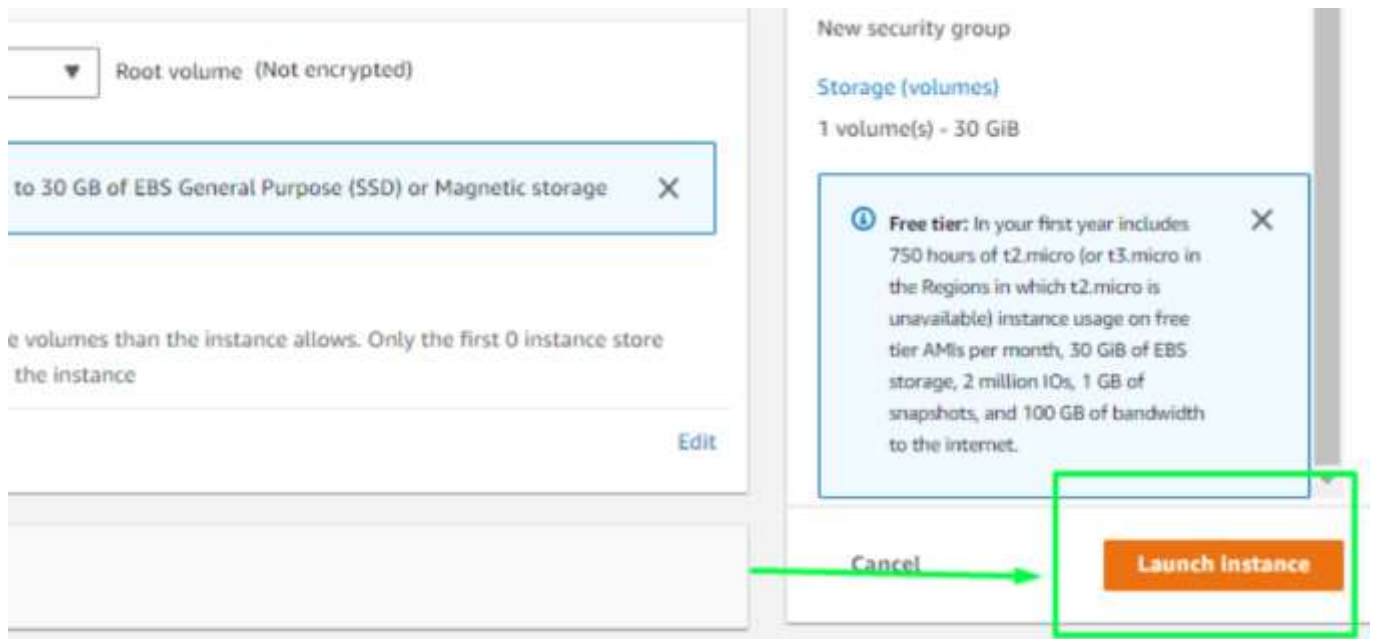 Root volume (Not encrypted)
to 30 GB of EBS General Purpose (SSD) or Magnetic storage
e volumes than the instance allows. Only the first 0 instance store
the instance
Edit
New security group
Storage (volumes)
1 volume(s) - 30 GiB
Free tier: In your first year includes
750 hours of t2.micro (or t3.micro in
the Regions in which t2.micro is
unavailable) instance usage on free
tier AMIs per month, 30 GiB of EBS
storage, 2 million IOs, 1 GB of
snapshots, and 100 GB of bandwidth
to the internet.
Cancel
Launch Instance